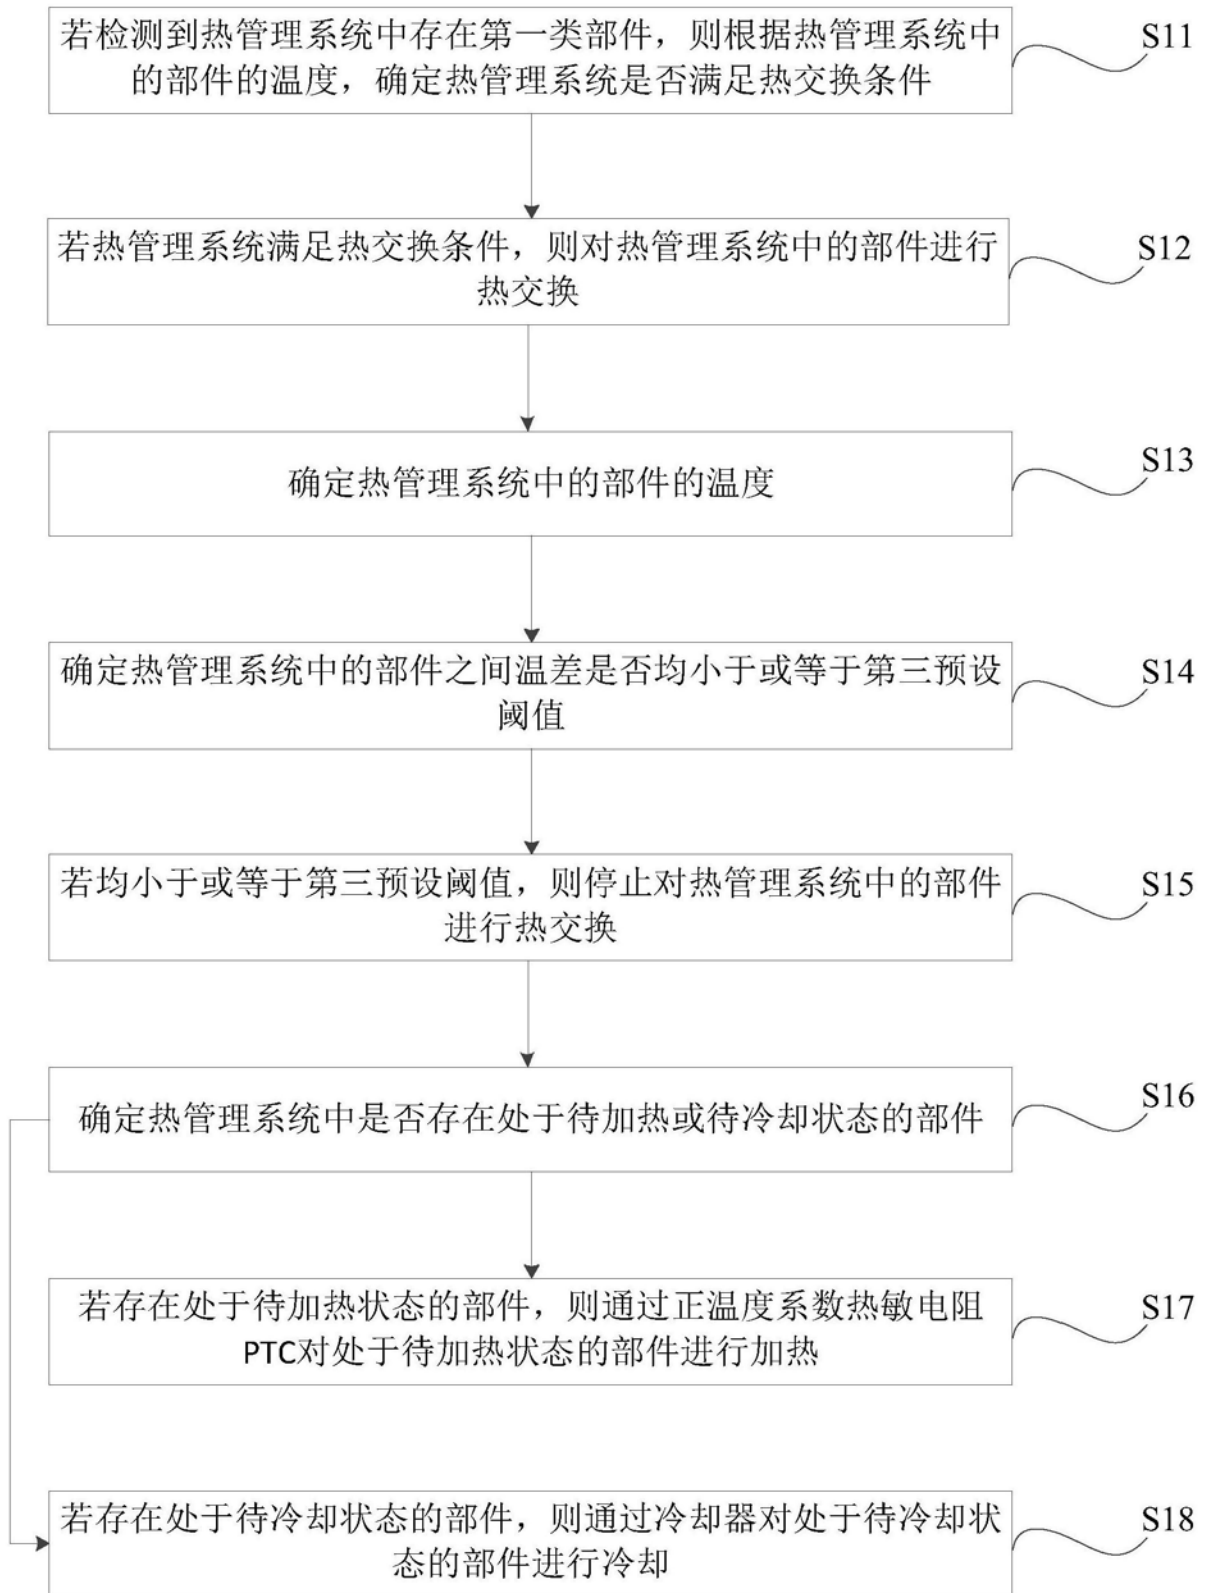 若检测到热管理系统中存在第一类部件，则根据热管理系统中
的部件的温度，确定热管理系统是否满足热交换条件
S11
若热管理系统满足热交换条件，则对热管理系统中的部件进行
热交换
S12
确定热管理系统中的部件的温度
S13
确定热管理系统中的部件之间温差是否均小于或等于第三预设
阈值
S14
若均小于或等于第三预设阈值，则停止对热管理系统中的部件
进行热交换
S15
确定热管理系统中是否存在处于待加热或待冷却状态的部件
S16
若存在处于待加热状态的部件，则通过正温度系数热敏电阻
PTC对处于待加热状态的部件进行加热
S17
若存在处于待冷却状态的部件，则通过冷却器对处于待冷却状
态的部件进行冷却
S18